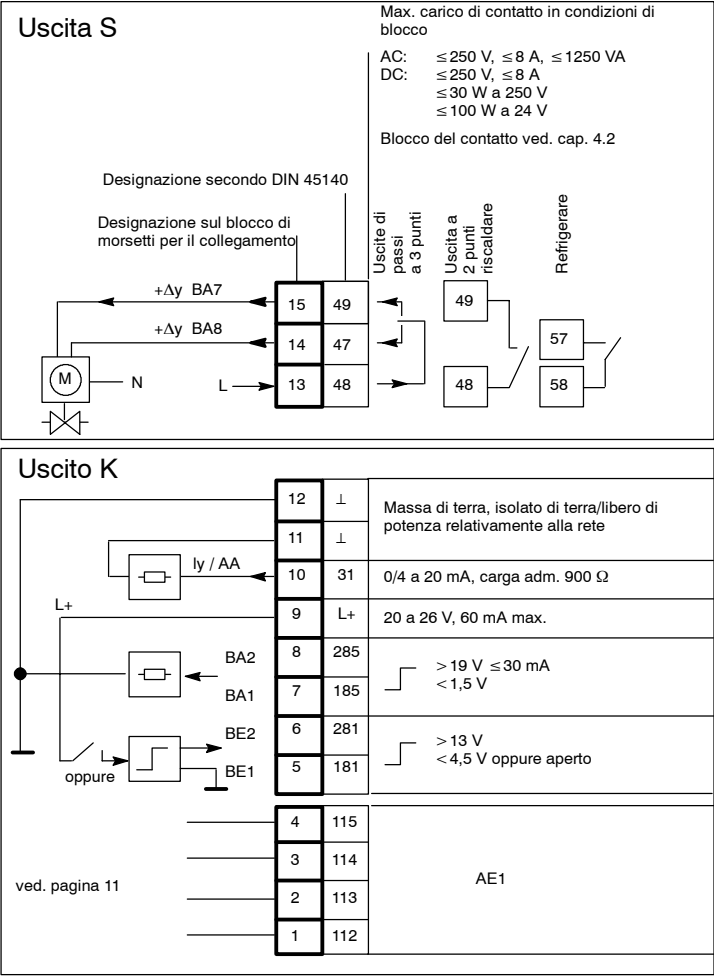 Uscita S
Max. carico di contatto in condizioni di
blocco
AC: ≤250 V, ≤8 A, ≤1250 VA
DC: ≤250 V, ≤8 A
≤30 W a 250 V
≤100 W a 24 V
Blocco del contatto ved. cap. 4.2
Designazione secondo DIN 45140
Designazione sul blocco di
morsetti per il collegamento
Uscite di
passi
a 3 punti
Uscita a
2 punti
riscaldare
Refrigerare
+Δy BA7
15 49
49
+Δy BA8
14 47
57
M
N
L
13 48
48
58
Uscito K
12 ⊥
Massa di terra, isolato di terra/libero di
potenza relativamente alla rete
11 ⊥
Iy / AA
10 31
0/4 a 20 mA, carga adm. 900 Ω
L+
9 L+
20 a 26 V, 60 mA max.
BA2
8 285
>19 V ≤30 mA
<1,5 V
BA1
7 185
BE2
6 281
>13 V
<4,5 V oppure aperto
oppure
BE1
5 181
4 115
3 114
ved. pagina 11
AE1
2 113
1 112